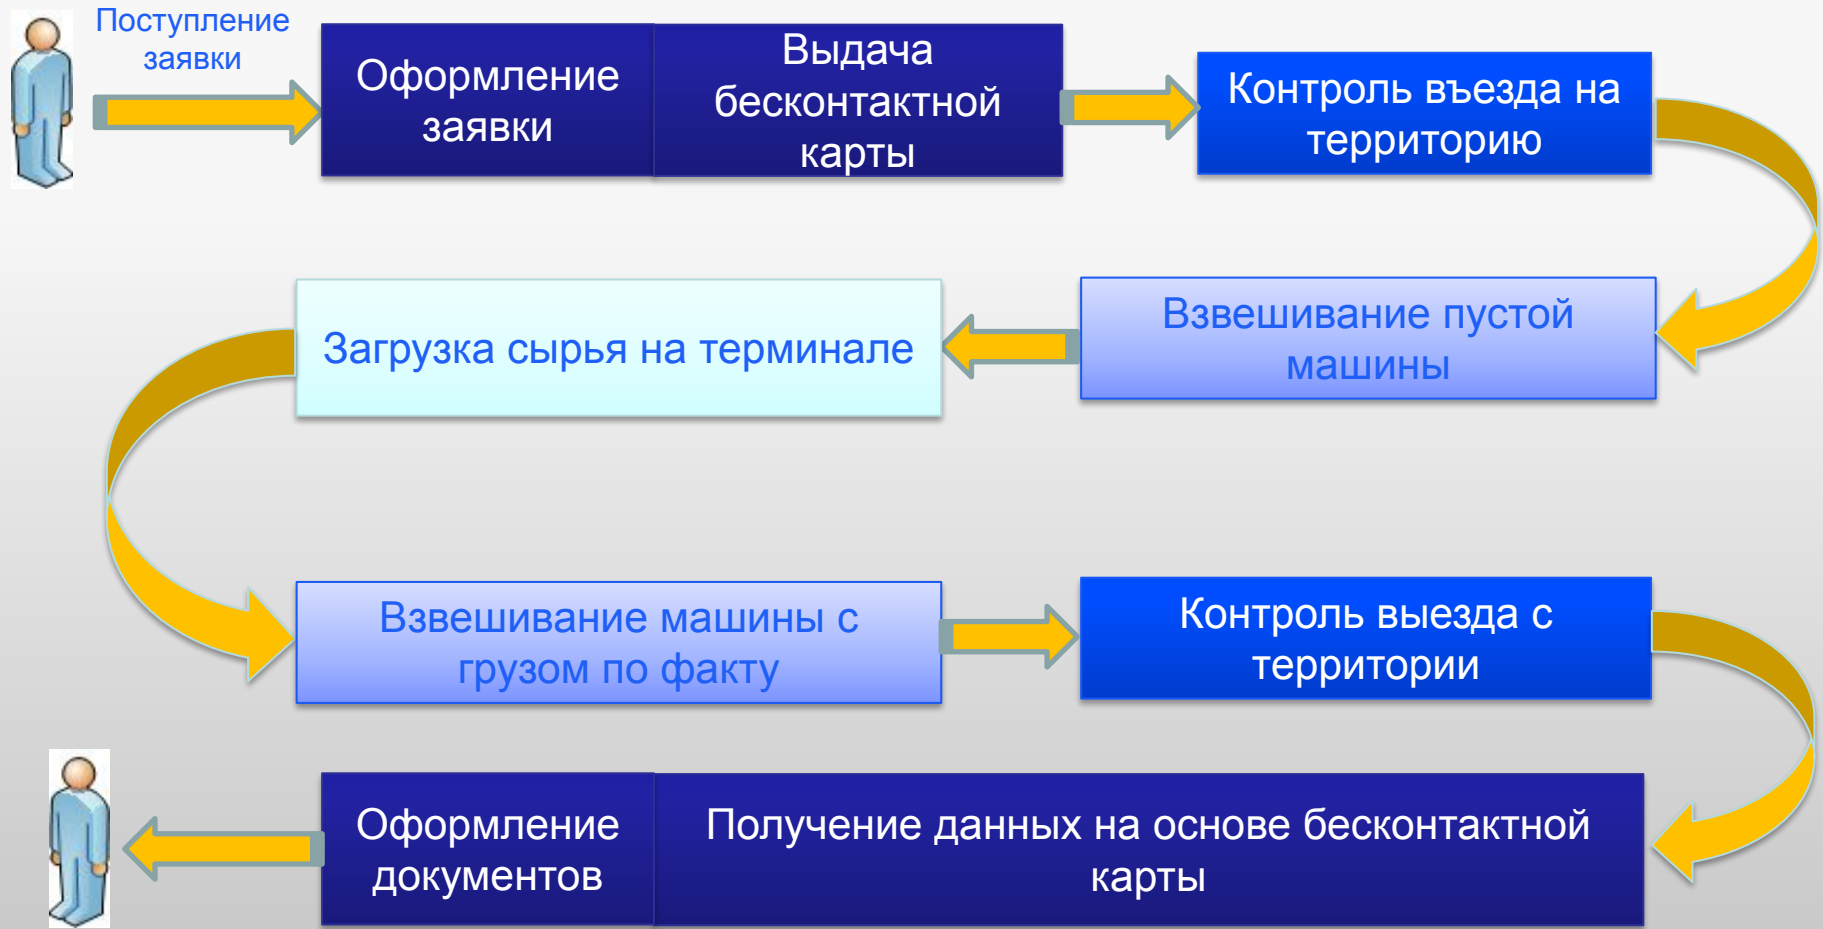 Поступление
заявки
Оформление
заявки
Выдача
бесконтактной
карты
Контроль въезда на
территорию
Взвешивание пустой
машины
Загрузка сырья на терминале
Взвешивание машины с
грузом по факту
Контроль выезда с
территории
Получение данных на основе бесконтактной
карты
Оформление
документов